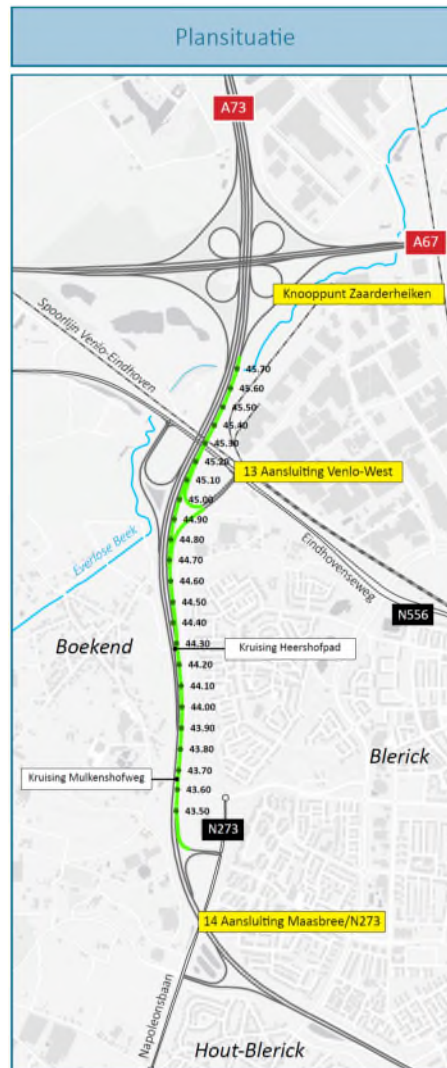 Plansituatie
A73
A67
Knooppunt Zaarderheiken
Spoorlijn Venlo-Eindhoven
45.70
45.60
45.50
45.40
45.30
45.20
13 Aansluiting Venlo-West
45.10
45.00
44.90
44.80
44.70
44.60
44.50
44.40
44.30
44.20
44.10
44.00
43.90
43.80
43.70
43.60
43.50
Everlose Beek
Eindhovenseweg
N556
Boekend
Kruising Heershofpad
Blerick
Kruising Mulkenshofweg
N273
14 Aansluiting Maasbree/N273
Napoleonsbaan
Hout-Blerick